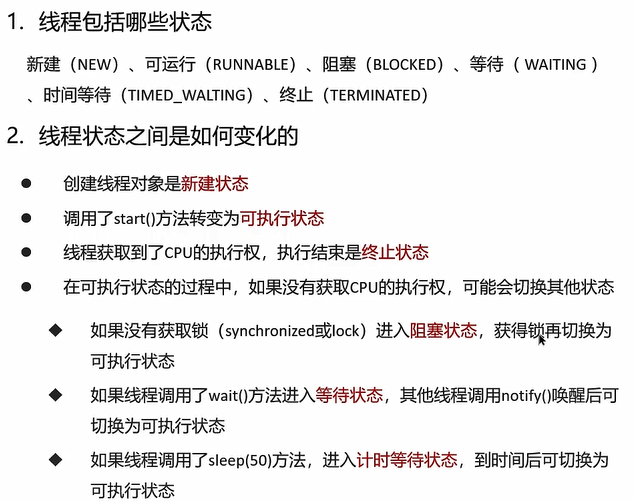 1. 线程包括哪些状态
新建（NEW）、可运行（RUNNABLE）、阻塞（BLOCKED）、等待（ WAITING ）
、时间等待（TIMED_WALTING）、终止（TERMINATED）
2. 线程状态之间是如何变化的
● 创建线程对象是新建状态
● 调用了start()方法转变为可执行状态
● 线程获取到了CPU的执行权，执行结束是终止状态
● 在可执行状态的过程中，如果没有获取CPU的执行权，可能会切换其他状态
◆ 如果没有获取锁（synchronized或lock）进入阻塞状态，获得锁再切换为
可执行状态
◆ 如果线程调用了wait()方法进入等待状态，其他线程调用notify()唤醒后可
切换为可执行状态
◆ 如果线程调用了sleep(50)方法，进入计时等待状态，到时间后可切换为
可执行状态